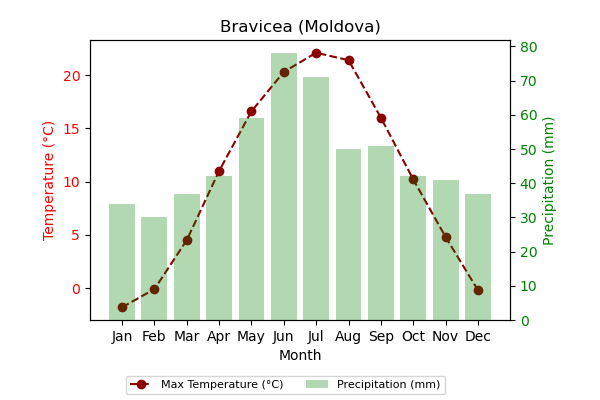 Bravicea (Moldova)
20
15
10
5
0
Temperature (°C)
80
70
60
50
40
30
20
10
0
Precipitation (mm)
Jan Feb Mar Apr May Jun Jul Aug Sep Oct Nov Dec
Month
Max Temperature (°C) Precipitation (mm)